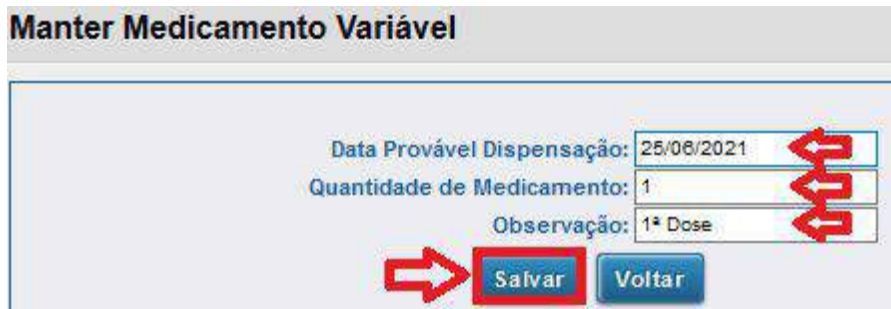 Manter Medicamento Variável
Data Provável Dispensação: 25/06/2021
Quantidade de Medicamento: 1
Observação: 1ª Dose
Salvar Voltar